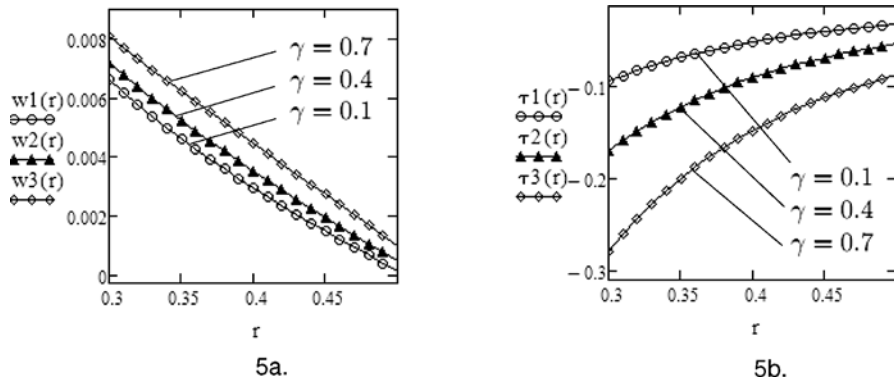 0.008
0.006
0.004
0.002
0
w1(r)
w2(r)
w3(r)
γ = 0.7
γ = 0.4
γ = 0.1
0.3 0.35 0.4 0.45
r
5a.
−0.1
−0.2
−0.3
τ1(r)
τ2(r)
τ3(r)
γ = 0.1
γ = 0.4
γ = 0.7
0.3 0.35 0.4 0.45
r
5b.